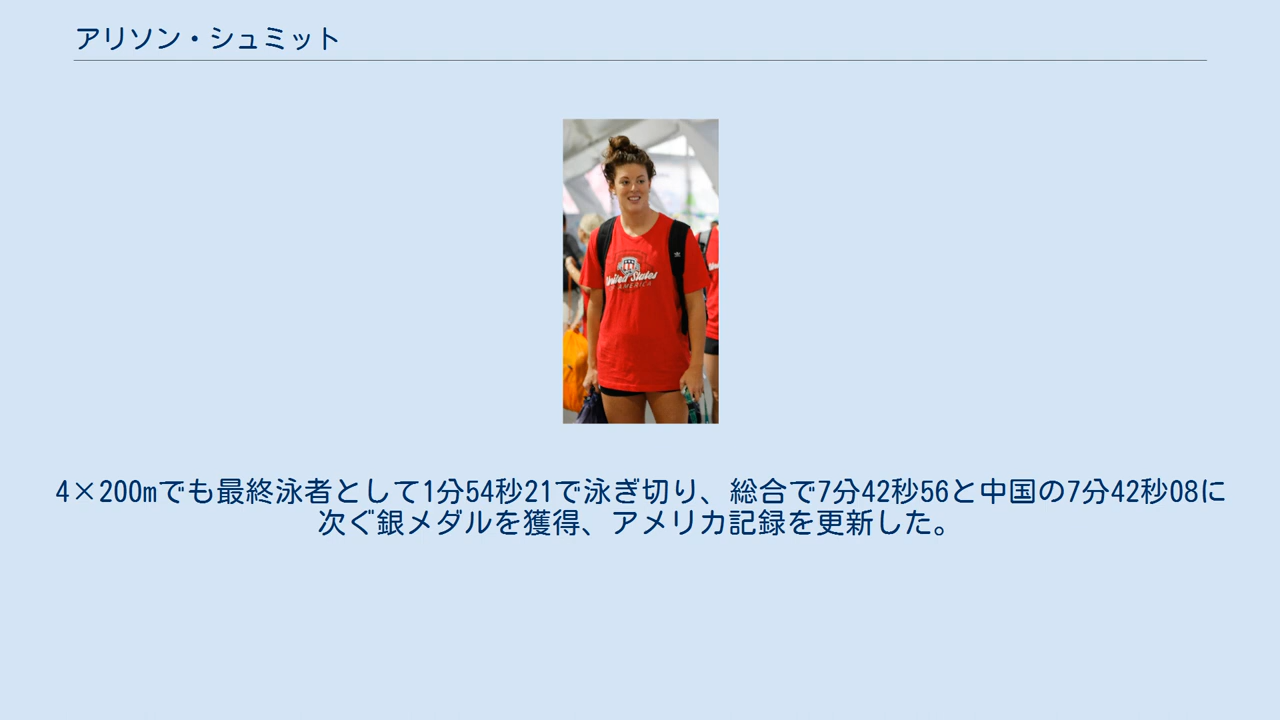 アリソン・シュミット
United States
AMERICA
4×200mでも最終泳者として1分54秒21で泳ぎ切り、総合で7分42秒56と中国の7分42秒08に
次ぐ銀メダルを獲得、アメリカ記録を更新した。